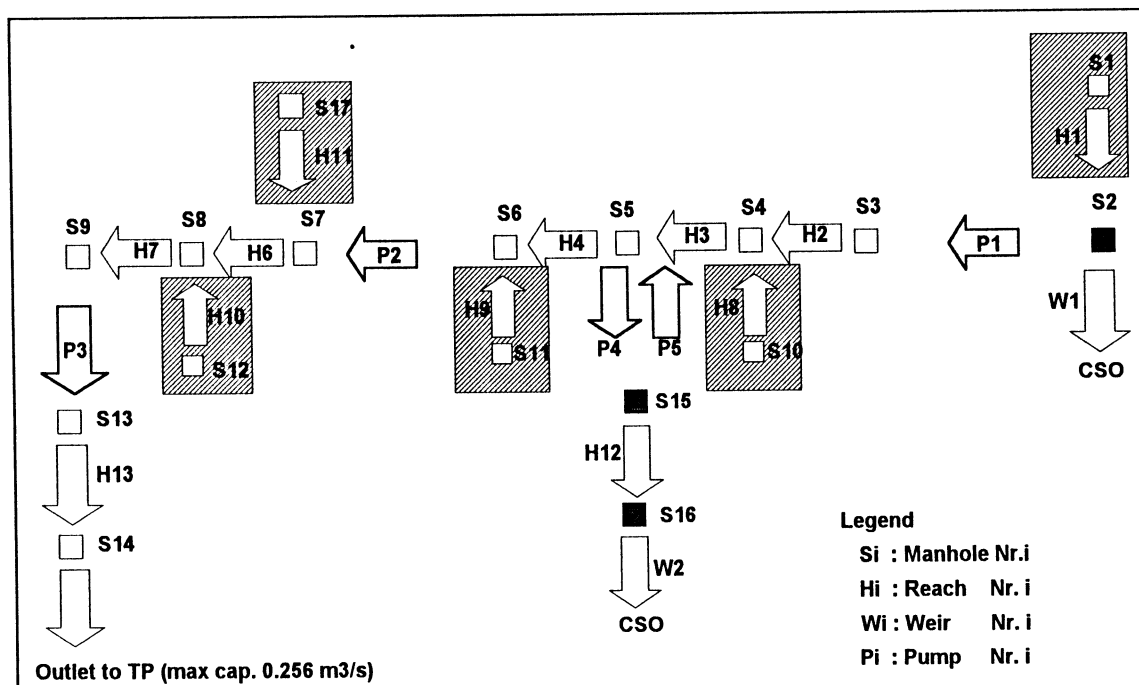 S1
S17
H1
H11
S9
S8
S7
S6
S5
S4
S3
S2
H7
H6
P2
H4
H3
H2
P1
W1
H10
H9
H8
P3
S12
S11
P4
P5
S10
CSO
S13
S15
H13
H12
S14
S16
W2
CSO
Legend
Si : Manhole Nr.i
Hi : Reach Nr. i
Wi : Weir Nr. i
Pi : Pump Nr. i
Outlet to TP (max cap. 0.256 m3/s)